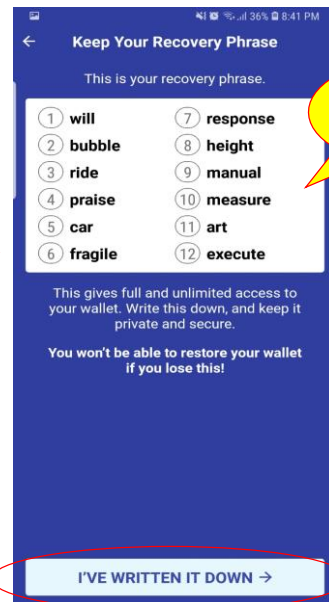 36% 8:41 PM
Keep Your Recovery Phrase
This is your recovery phrase.
1 will 7 response
2 bubble 8 height
3 ride 9 manual
4 praise 10 measure
5 car 11 art
6 fragile 12 execute
This gives full and unlimited access to
your wallet. Write this down, and keep it
private and secure.
You won't be able to restore your wallet
if you lose this!
I'VE WRITTEN IT DOWN →